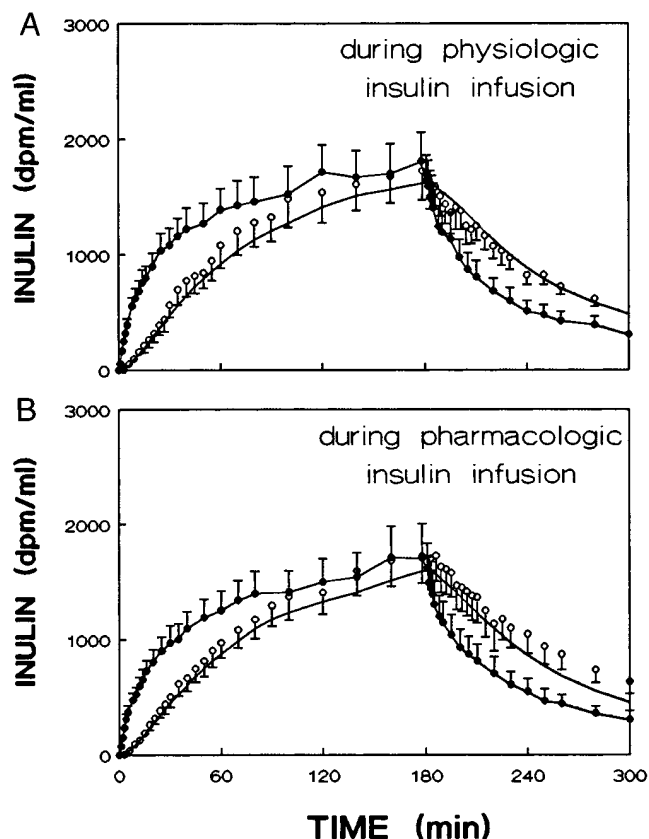 A
3000
during physiologic
insulin infusion
2000
1000
0
INULIN (dpm/ml)
B
3000
during pharmacologic
insulin infusion
2000
1000
0
INULIN (dpm/ml)
0 60 120 180 240 300
TIME (min)